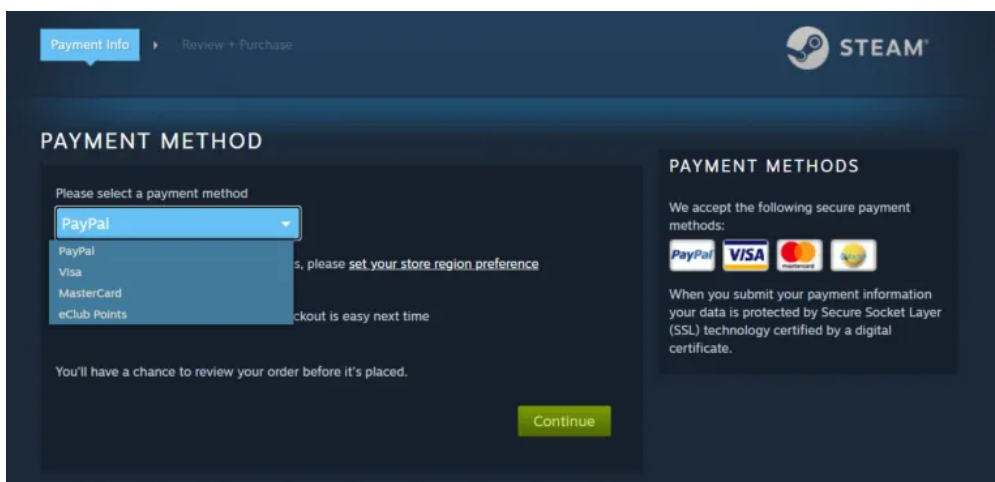 Payment Info
Review + Purchase
STEAM®
PAYMENT METHOD
Please select a payment method
PayPal
PayPal
Visa
MasterCard
eClub Points
s, please set your store region preference
ckout is easy next time
You'll have a chance to review your order before it's placed.
Continue
PAYMENT METHODS
We accept the following secure payment
methods:
PayPal VISA mastercard
When you submit your payment information
your data is protected by Secure Socket Layer
(SSL) technology certified by a digital
certificate.